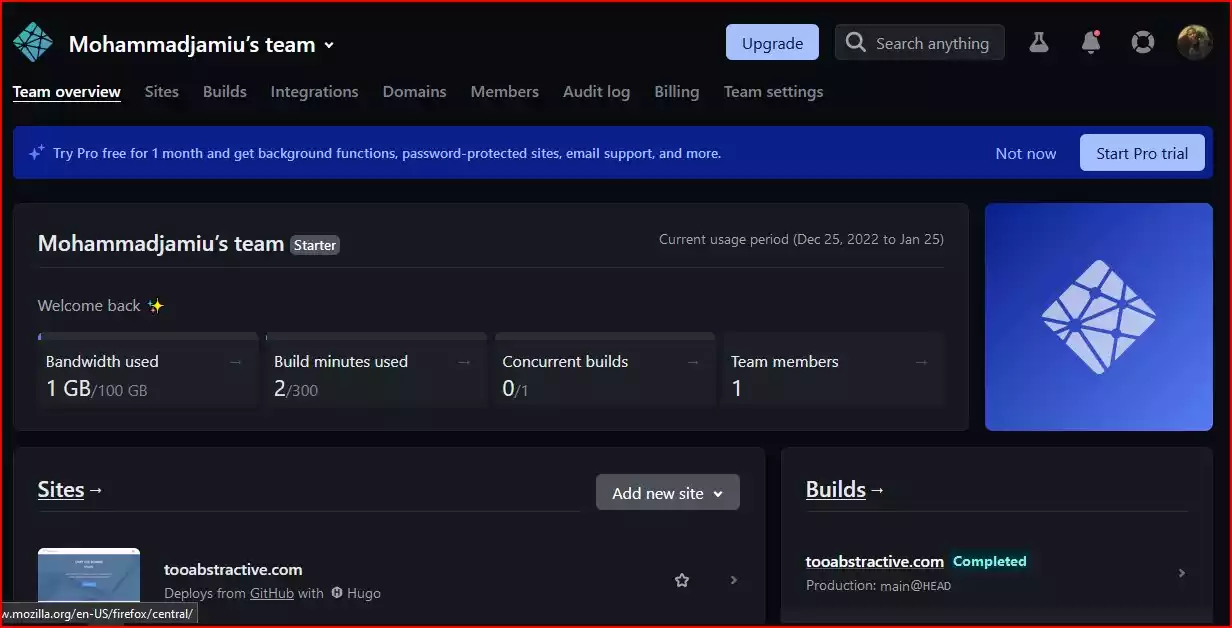 Mohammadjamiu's team
Upgrade
Search anything
Team overview Sites Builds Integrations Domains Members Audit log Billing Team settings
Try Pro free for 1 month and get background functions, password-protected sites, email support, and more.
Not now
Start Pro trial
Mohammadjamiu's team Starter
Current usage period (Dec 25, 2022 to Jan 25)
Welcome back ✨
Bandwidth used →
1 GB/100 GB
Build minutes used →
2/300
Concurrent builds →
0/1
Team members →
1
Sites →
Add new site
tooabstractive.com
Deploys from GitHub with Hugo
Builds →
tooabstractive.com Completed
Production: main@HEAD
w.mozilla.org/en-US/firefox/central/